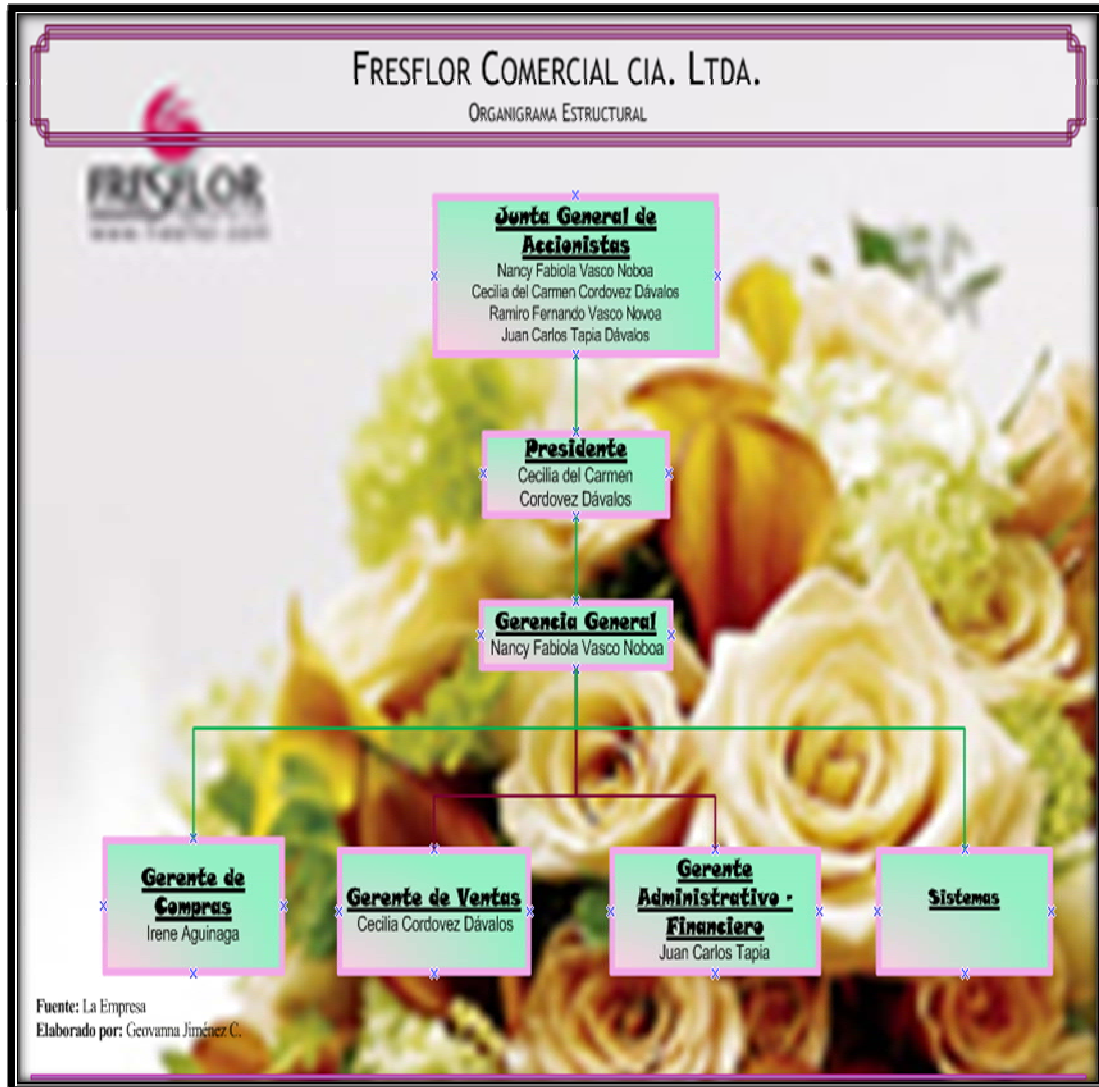 FRESFLOR COMERCIAL CIA. LTDA.
ORGANIGRAMA ESTRUCTURAL
FRESFLOR
Junta General de
Accionistas
Nancy Fabiola Vasco Noboa
Cecilia del Carmen Cordovez Dávalos
Ramiro Fernando Vasco Novoa
Juan Carlos Tapia Dávalos
Presidente
Cecilia del Carmen
Cordovez Dávalos
Gerencia General
Nancy Fabiola Vasco Noboa
Gerente de
Compras
Irene Aguinaga
Gerente de Ventas
Cecilia Cordovez Dávalos
Gerente
Administrativo -
Financiero
Juan Carlos Tapia
Sistemas
Fuente: La Empresa
Elaborado por: Geovanna Jiménez C.